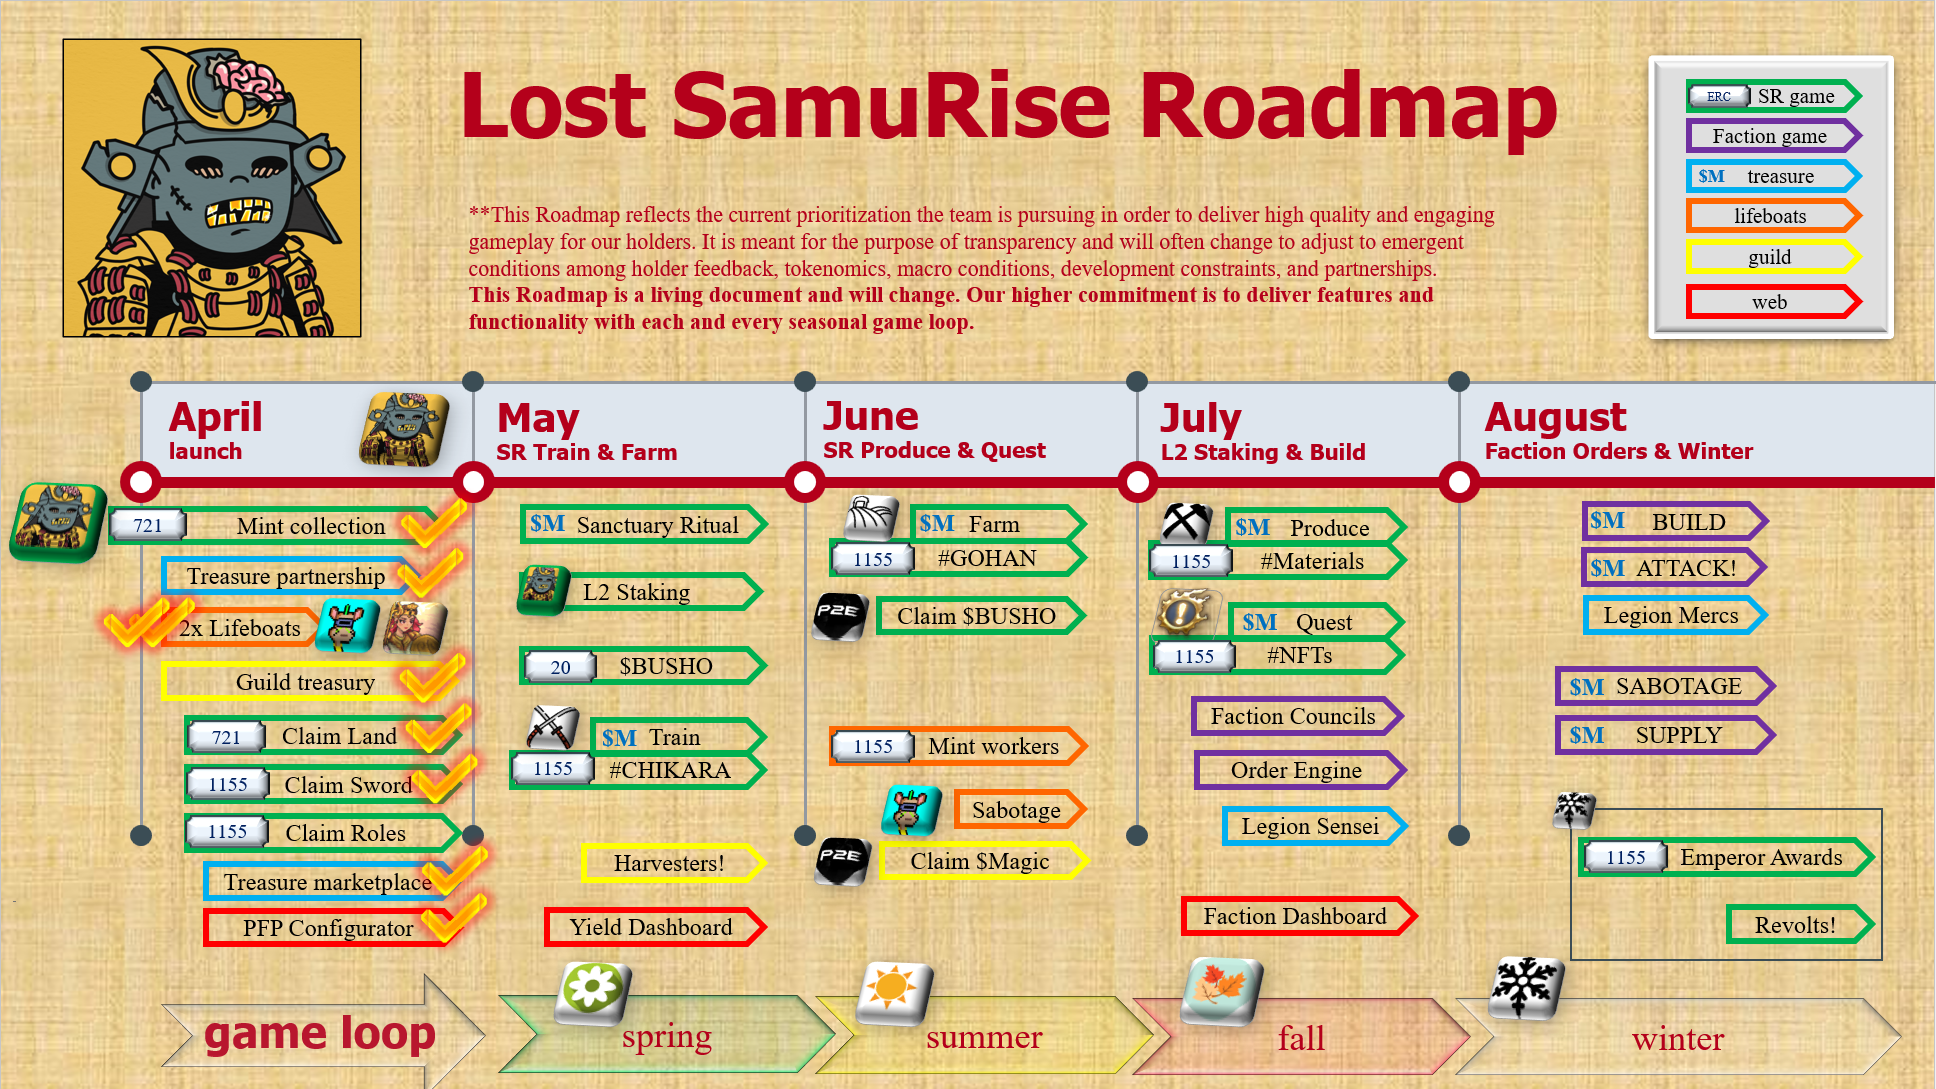 Lost SamuRise Roadmap
**This Roadmap reflects the current prioritization the team is pursuing in order to deliver high quality and engaging
gameplay for our holders. It is meant for the purpose of transparency and will often change to adjust to emergent
conditions among holder feedback, tokenomics, macro conditions, development constraints, and partnerships.
This Roadmap is a living document and will change. Our higher commitment is to deliver features and
functionality with each and every seasonal game loop.
ERC SR game
Faction game
$M treasure
lifeboats
guild
web
April
launch
721 Mint collection
Treasure partnership
2x Lifeboats
Guild treasury
721 Claim Land
1155 Claim Sword
1155 Claim Roles
Treasure marketplace
PFP Configurator
May
SR Train & Farm
$M Sanctuary Ritual
L2 Staking
20 $BUSHO
$M Train
1155 #CHIKARA
Harvesters!
Yield Dashboard
June
SR Produce & Quest
$M Farm
1155 #GOHAN
P2E Claim $BUSHO
1155 Mint workers
Sabotage
P2E Claim $Magic
July
L2 Staking & Build
$M Produce
1155 #Materials
$M Quest
1155 #NFTs
Faction Councils
Order Engine
Legion Sensei
Faction Dashboard
August
Faction Orders & Winter
$M BUILD
$M ATTACK!
Legion Mercs
$M SABOTAGE
$M SUPPLY
1155 Emperor Awards
Revolts!
game loop
spring
summer
fall
winter